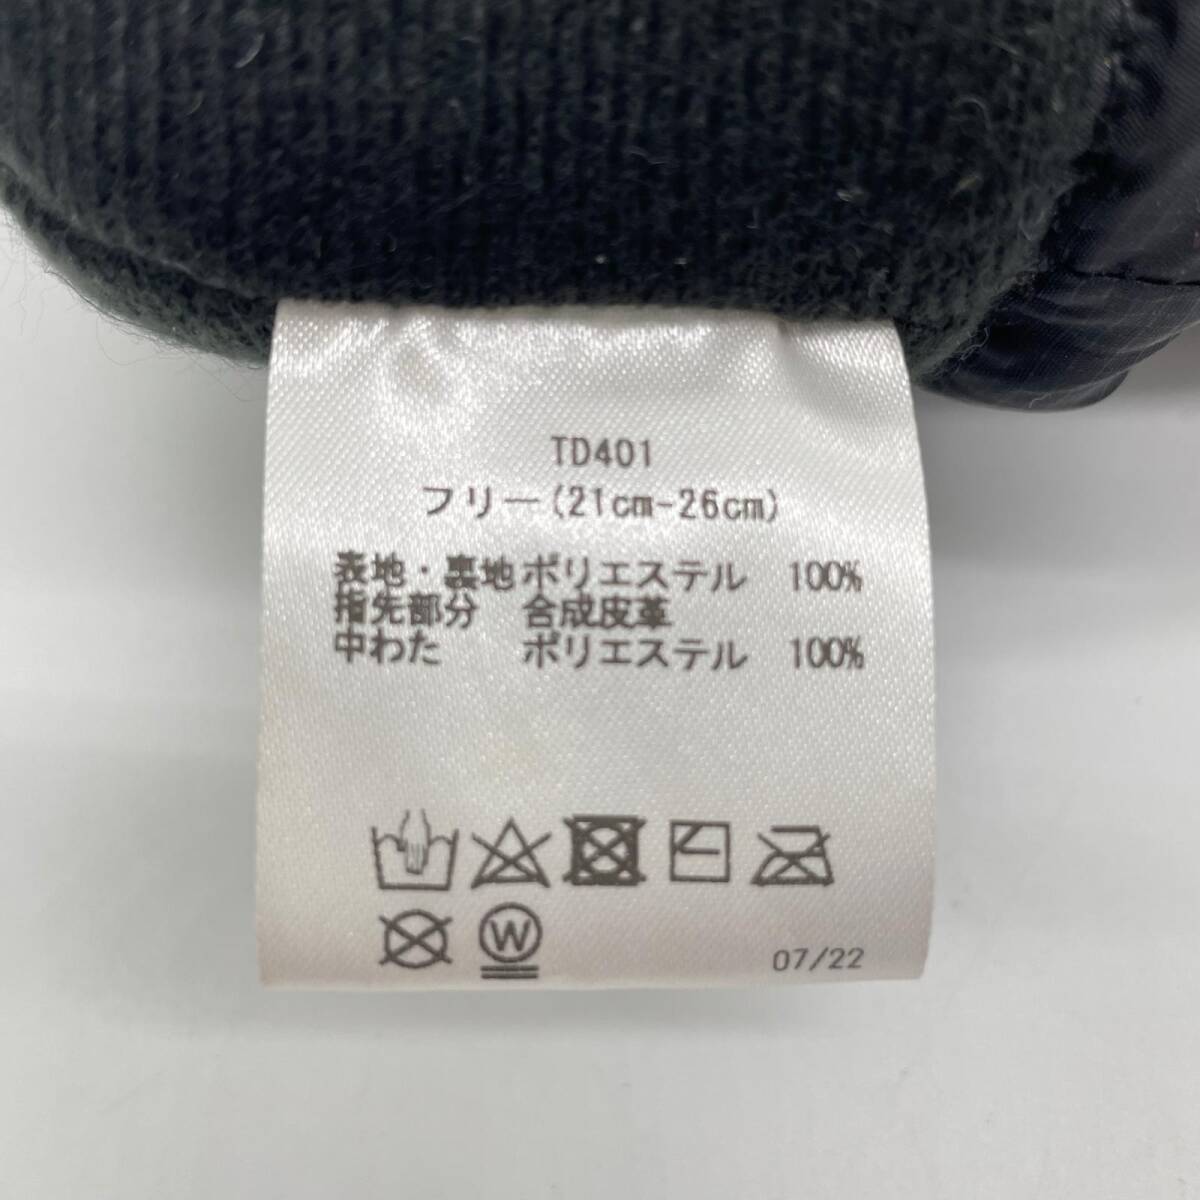 TD401
フリー(21cm-26cm)
表地・裏地 ポリエステル 100%
指先部分 合成皮革
中わた ポリエステル 100%
W
07/22